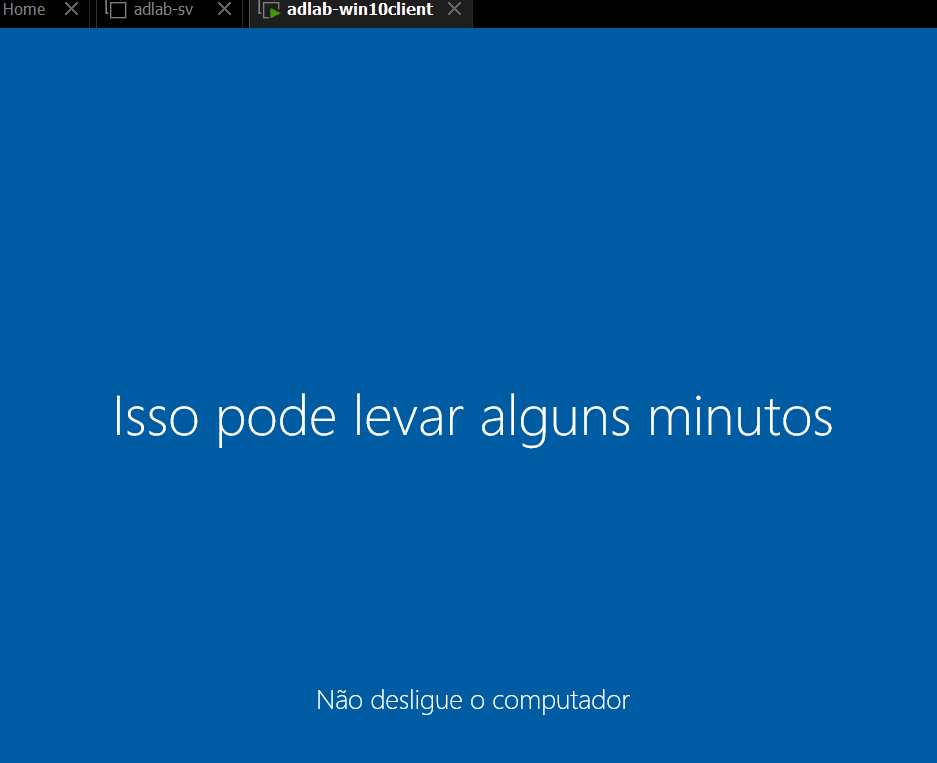 Home adlab-sv adlab-win10client
Isso pode levar alguns minutos
Não desligue o computador